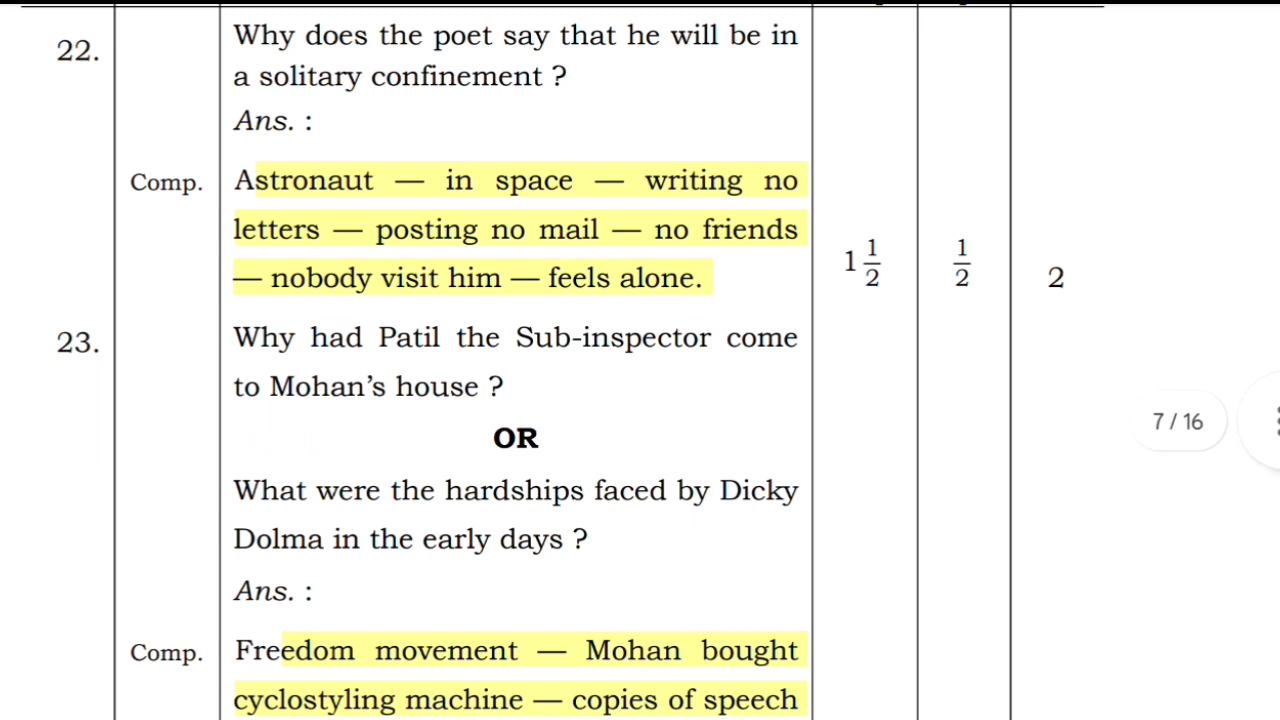 22.
Why does the poet say that he will be in
a solitary confinement ?
Ans. :
Comp.
Astronaut — in space — writing no
letters — posting no mail — no friends
— nobody visit him — feels alone.
1 1/2
1/2
2
23.
Why had Patil the Sub-inspector come
to Mohan's house ?
OR
What were the hardships faced by Dicky
Dolma in the early days ?
Ans. :
Comp.
Freedom movement — Mohan bought
cyclostyling machine — copies of speech
7 / 16